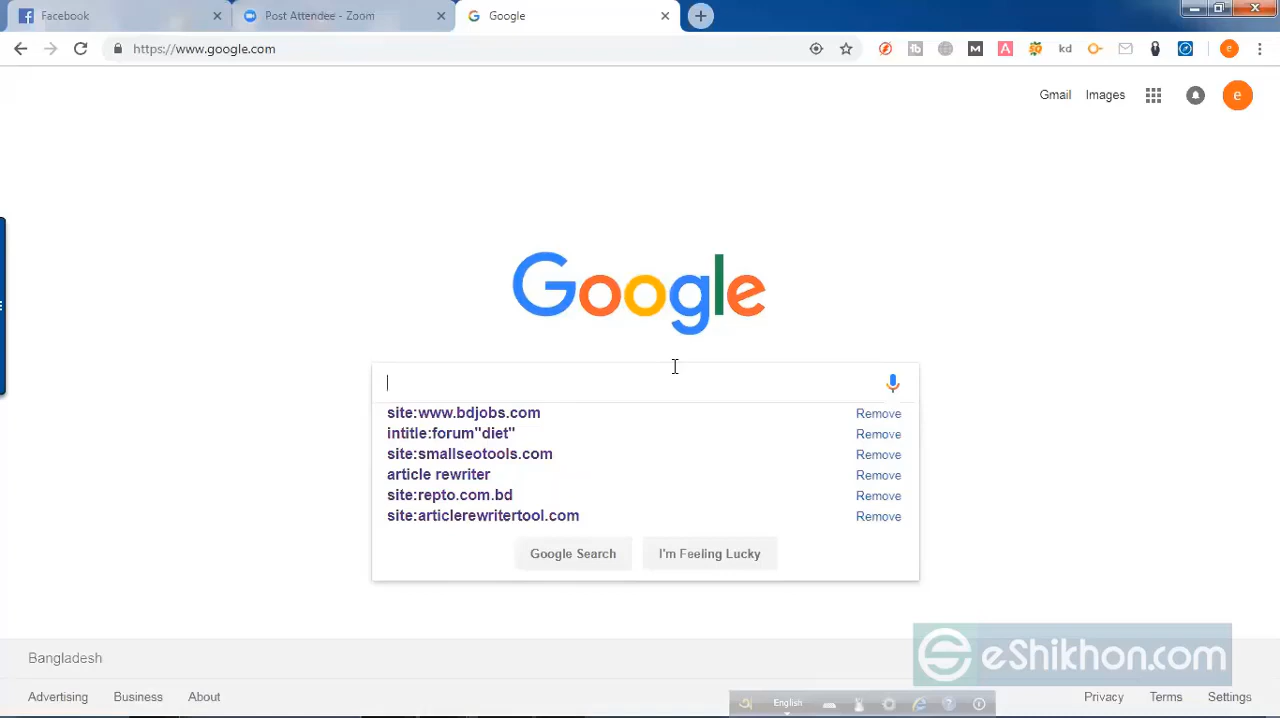 Facebook
Post Attendee - Zoom
Google
https://www.google.com
fb
M
A
kd
e
Gmail Images
e
Google
site:www.bdjobs.com Remove
intitle:forum"diet" Remove
site:smallseotools.com Remove
article rewriter Remove
site:repto.com.bd Remove
site:articlerewritertool.com Remove
Google Search I'm Feeling Lucky
eShikhon.com
Bangladesh
Advertising Business About
English
Privacy Terms Settings